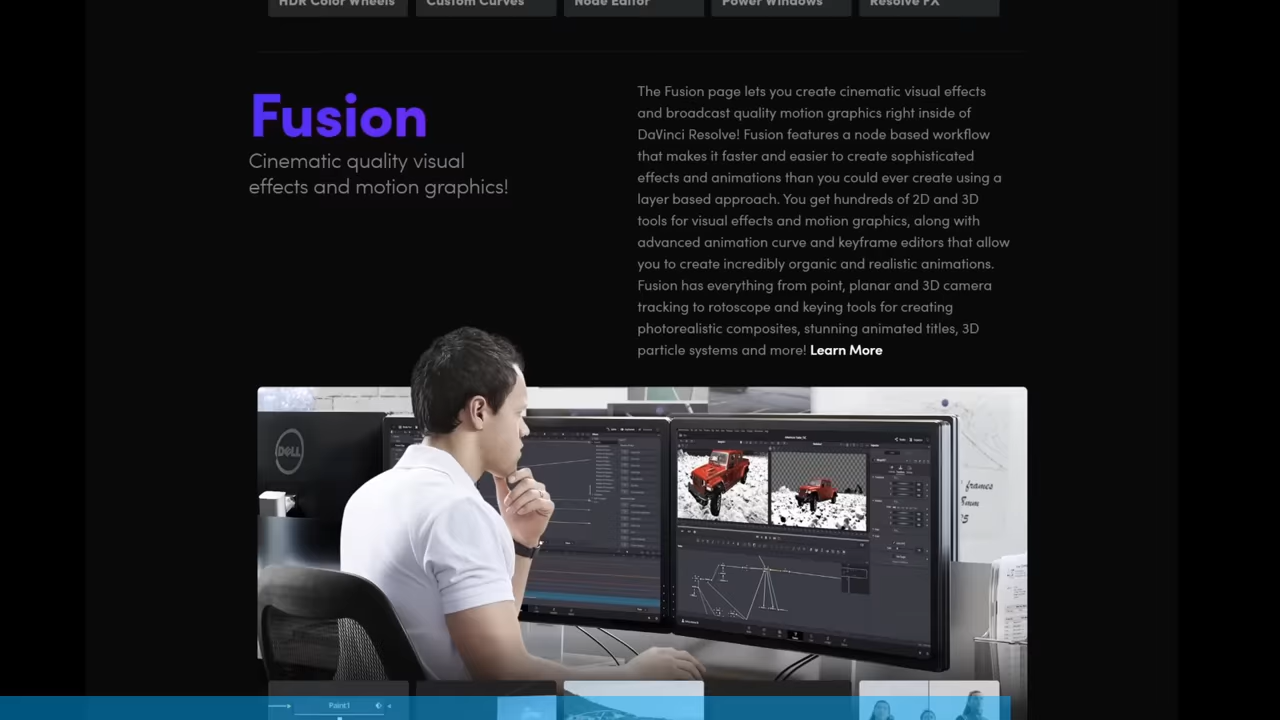 HDR Color Wheels
Custom Curves
Node Editor
Power Windows
Resolve FX
Fusion
Cinematic quality visual
effects and motion graphics!
The Fusion page lets you create cinematic visual effects
and broadcast quality motion graphics right inside of
DaVinci Resolve! Fusion features a node based workflow
that makes it faster and easier to create sophisticated
effects and animations than you could ever create using a
layer based approach. You get hundreds of 2D and 3D
tools for visual effects and motion graphics, along with
advanced animation curve and keyframe editors that allow
you to create incredibly organic and realistic animations.
Fusion has everything from point, planar and 3D camera
tracking to rotoscope and keying tools for creating
photorealistic composites, stunning animated titles, 3D
particle systems and more! Learn More
DELL
frames
Paint1